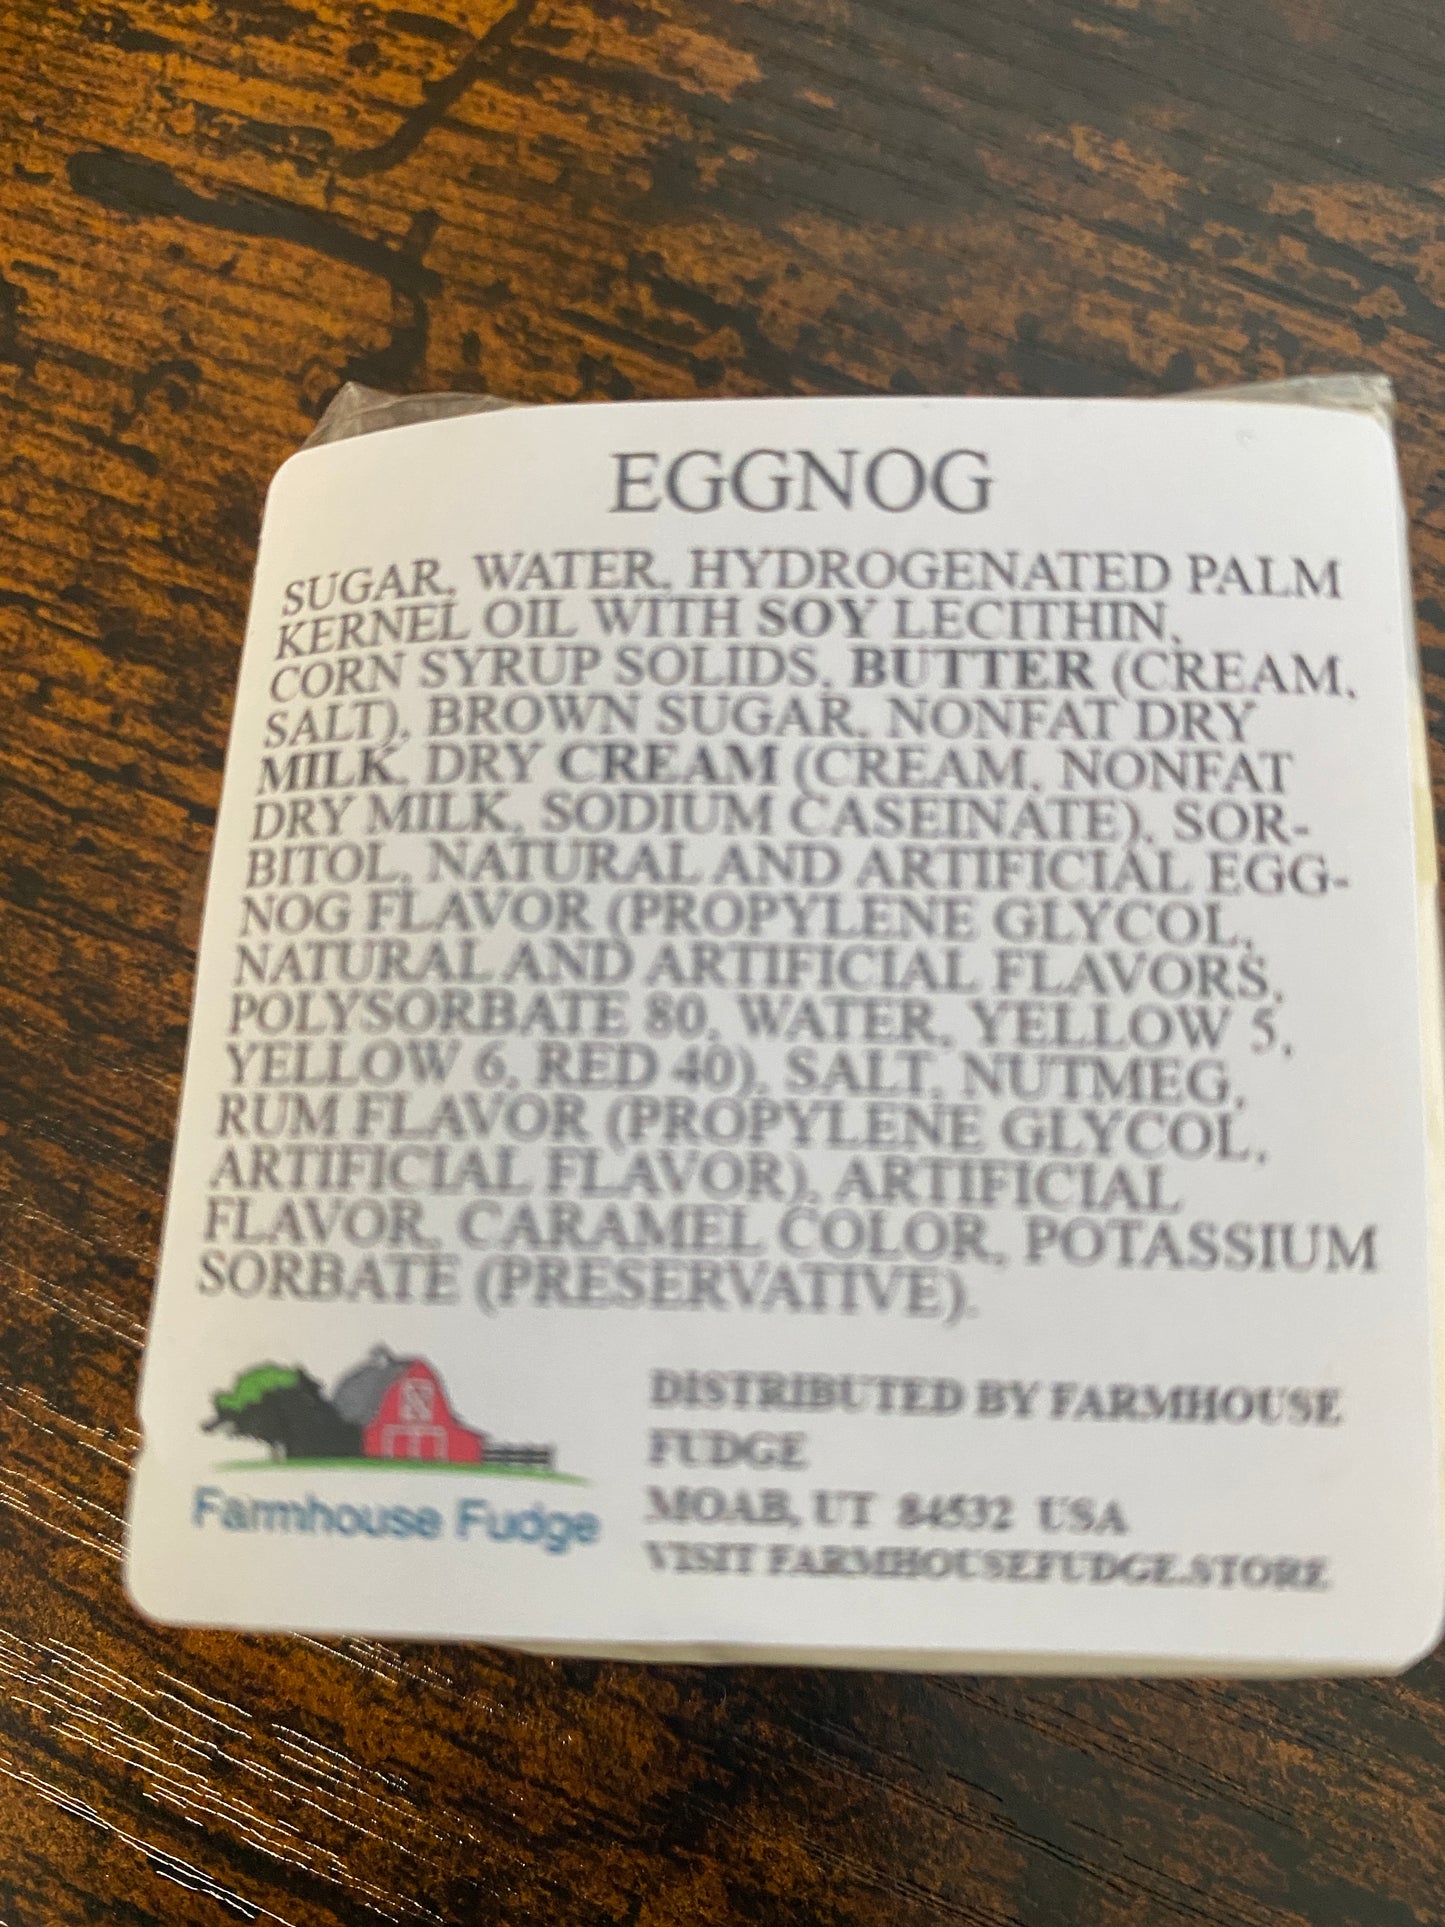 EGGNOG
SUGAR, WATER, HYDROGENATED PALM
KERNEL OIL WITH SOY LECITHIN,
CORN SYRUP SOLIDS, BUTTER (CREAM,
SALT), BROWN SUGAR, NONFAT DRY
MILK, DRY CREAM (CREAM, NONFAT
DRY MILK, SODIUM CASEINATE), SOR-
BITOL, NATURAL AND ARTIFICIAL EGG-
NOG FLAVOR (PROPYLENE GLYCOL,
NATURAL AND ARTIFICIAL FLAVORS,
POLYSORBATE 80, WATER, YELLOW 5,
YELLOW 6, RED 40), SALT, NUTMEG,
RUM FLAVOR (PROPYLENE GLYCOL,
ARTIFICIAL FLAVOR), ARTIFICIAL
FLAVOR, CARAMEL COLOR, POTASSIUM
SORBATE (PRESERVATIVE).
Farmhouse Fudge
DISTRIBUTED BY FARMHOUSE
FUDGE
MOAB, UT 84532 USA
VISIT FARMHOUSEFUDGE.STORE